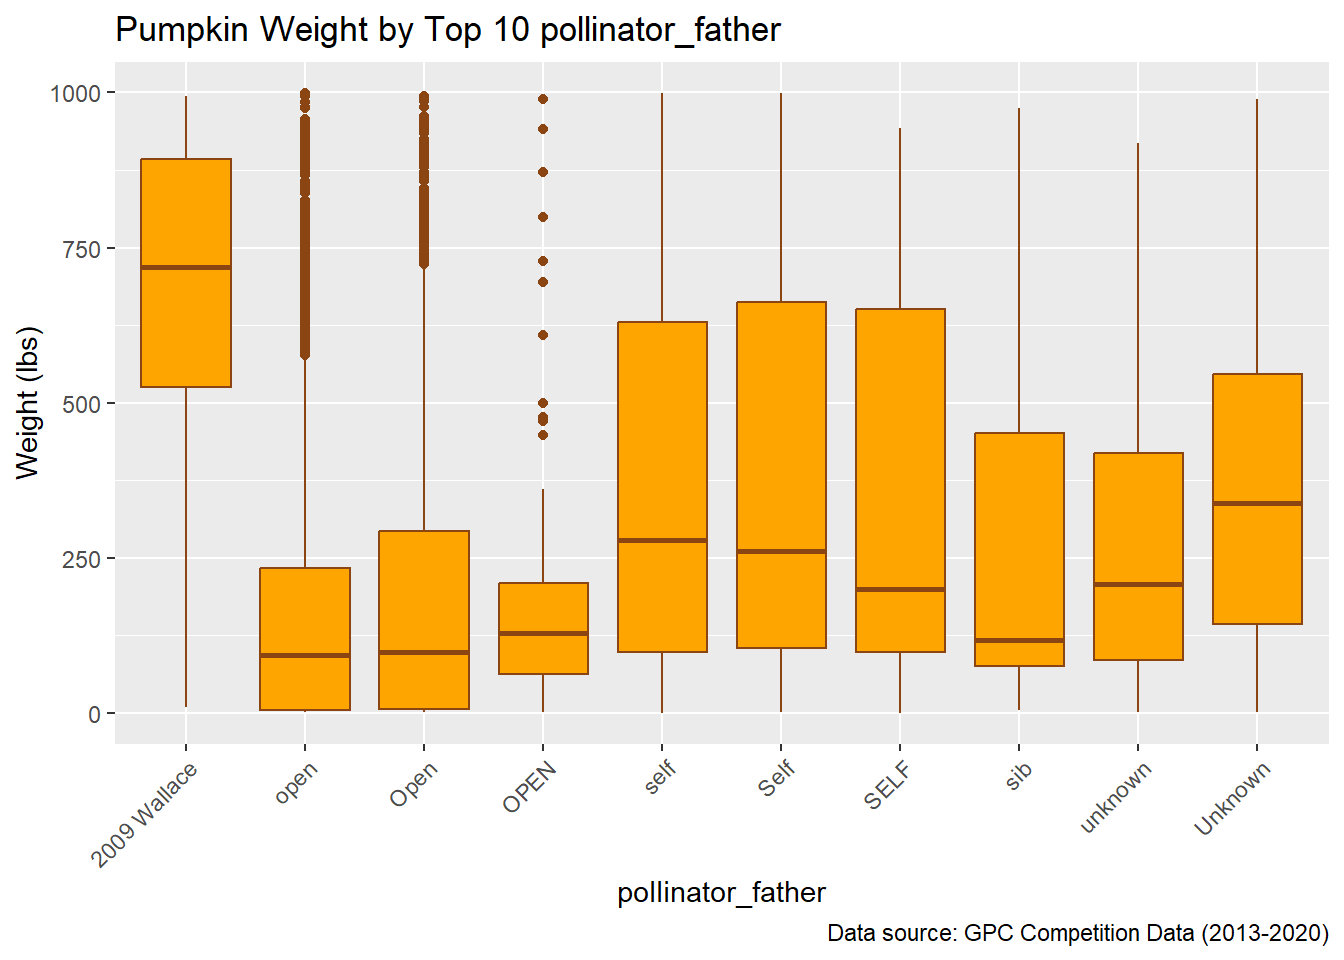 Pumpkin Weight by Top 10 pollinator_father
1000
750
500
250
0
Weight (lbs)
2009 Wallace
open
Open
OPEN
self
Self
SELF
sib
unknown
Unknown
pollinator_father
Data source: GPC Competition Data (2013-2020)